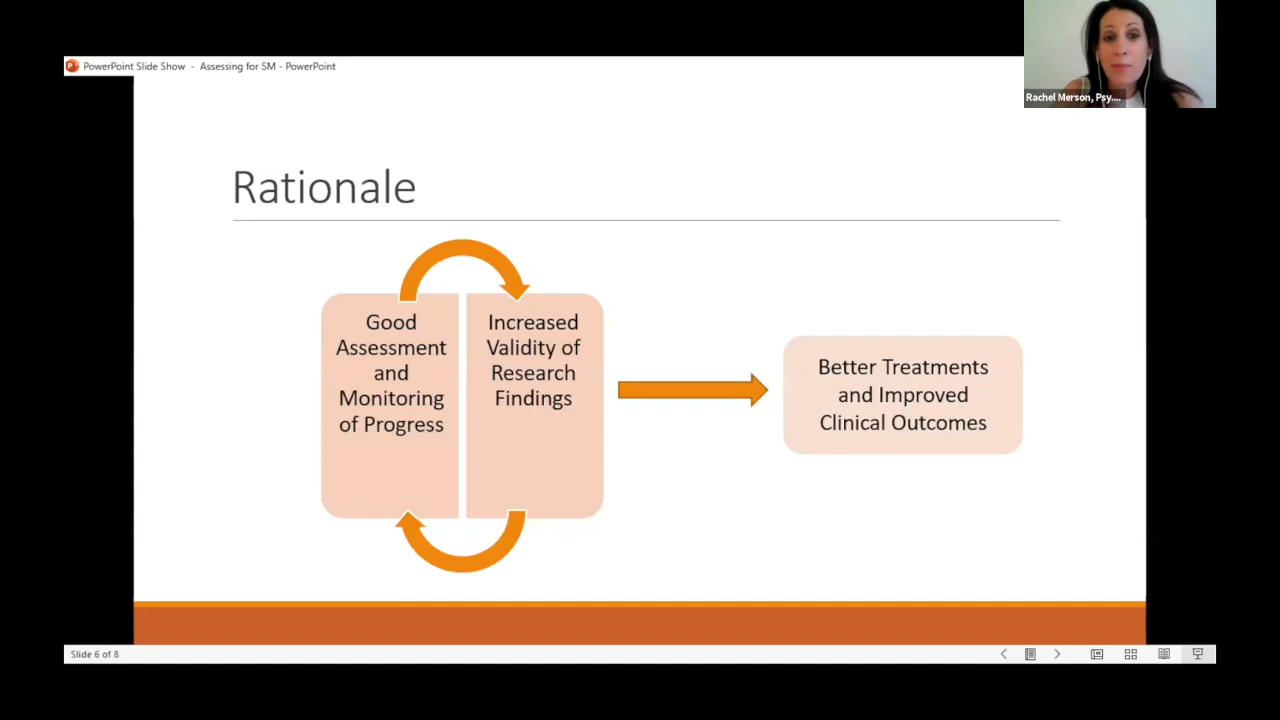 PowerPoint Slide Show - Assessing for SM - PowerPoint
Rachel Merson, Psy....
Rationale
Good
Assessment
and
Monitoring
of Progress
Increased
Validity of
Research
Findings
Better Treatments
and Improved
Clinical Outcomes
Slide 6 of 8